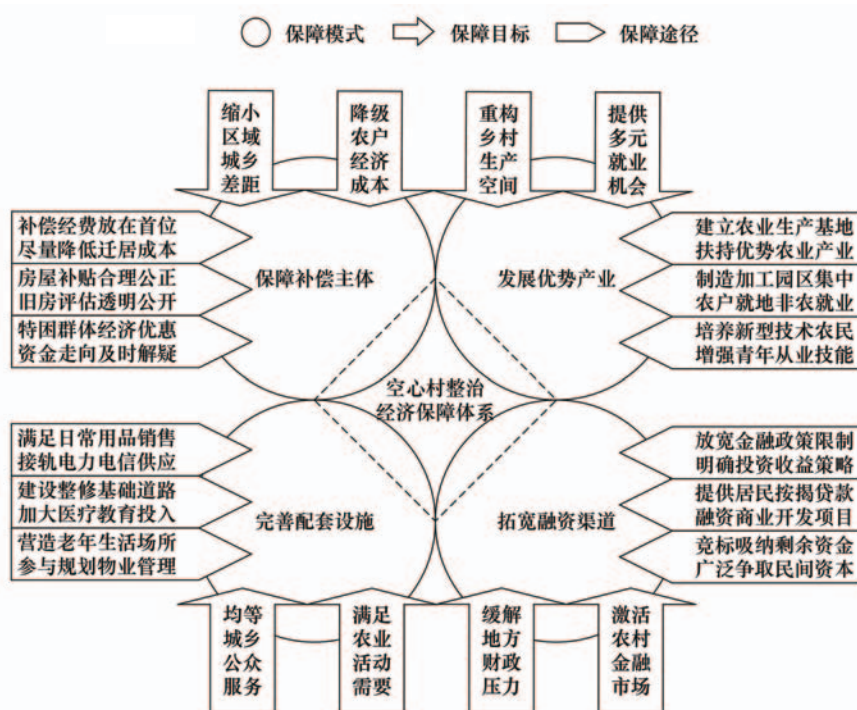 保障模式 保障目标 保障途径
缩小
区域
城乡
差距
降级
农户
经济
成本
重构
乡村
生产
空间
提供
多元
就业
机会
补偿经费放在首位
尽量降低迁居成本
房屋补贴合理公正
旧房评估透明公开
特困群体经济优惠
资金走向及时解疑
保障补偿主体
发展优势产业
建立农业生产基地
扶持优势农业产业
制造加工园区集中
农户就地非农就业
培养新型技术农民
增强青年从业技能
空心村整治
经济保障体系
满足日常用品销售
接轨电力电信供应
建设整修基础道路
加大医疗教育投入
营造老年生活场所
参与规划物业管理
完善配套设施
拓宽融资渠道
放宽金融政策限制
明确投资收益策略
提供居民按揭贷款
融资商业开发项目
竞标吸纳剩余资金
广泛争取民间资本
均等
城乡
公众
服务
满足
农业
活动
需要
缓解
地方
财政
压力
激活
农村
金融
市场